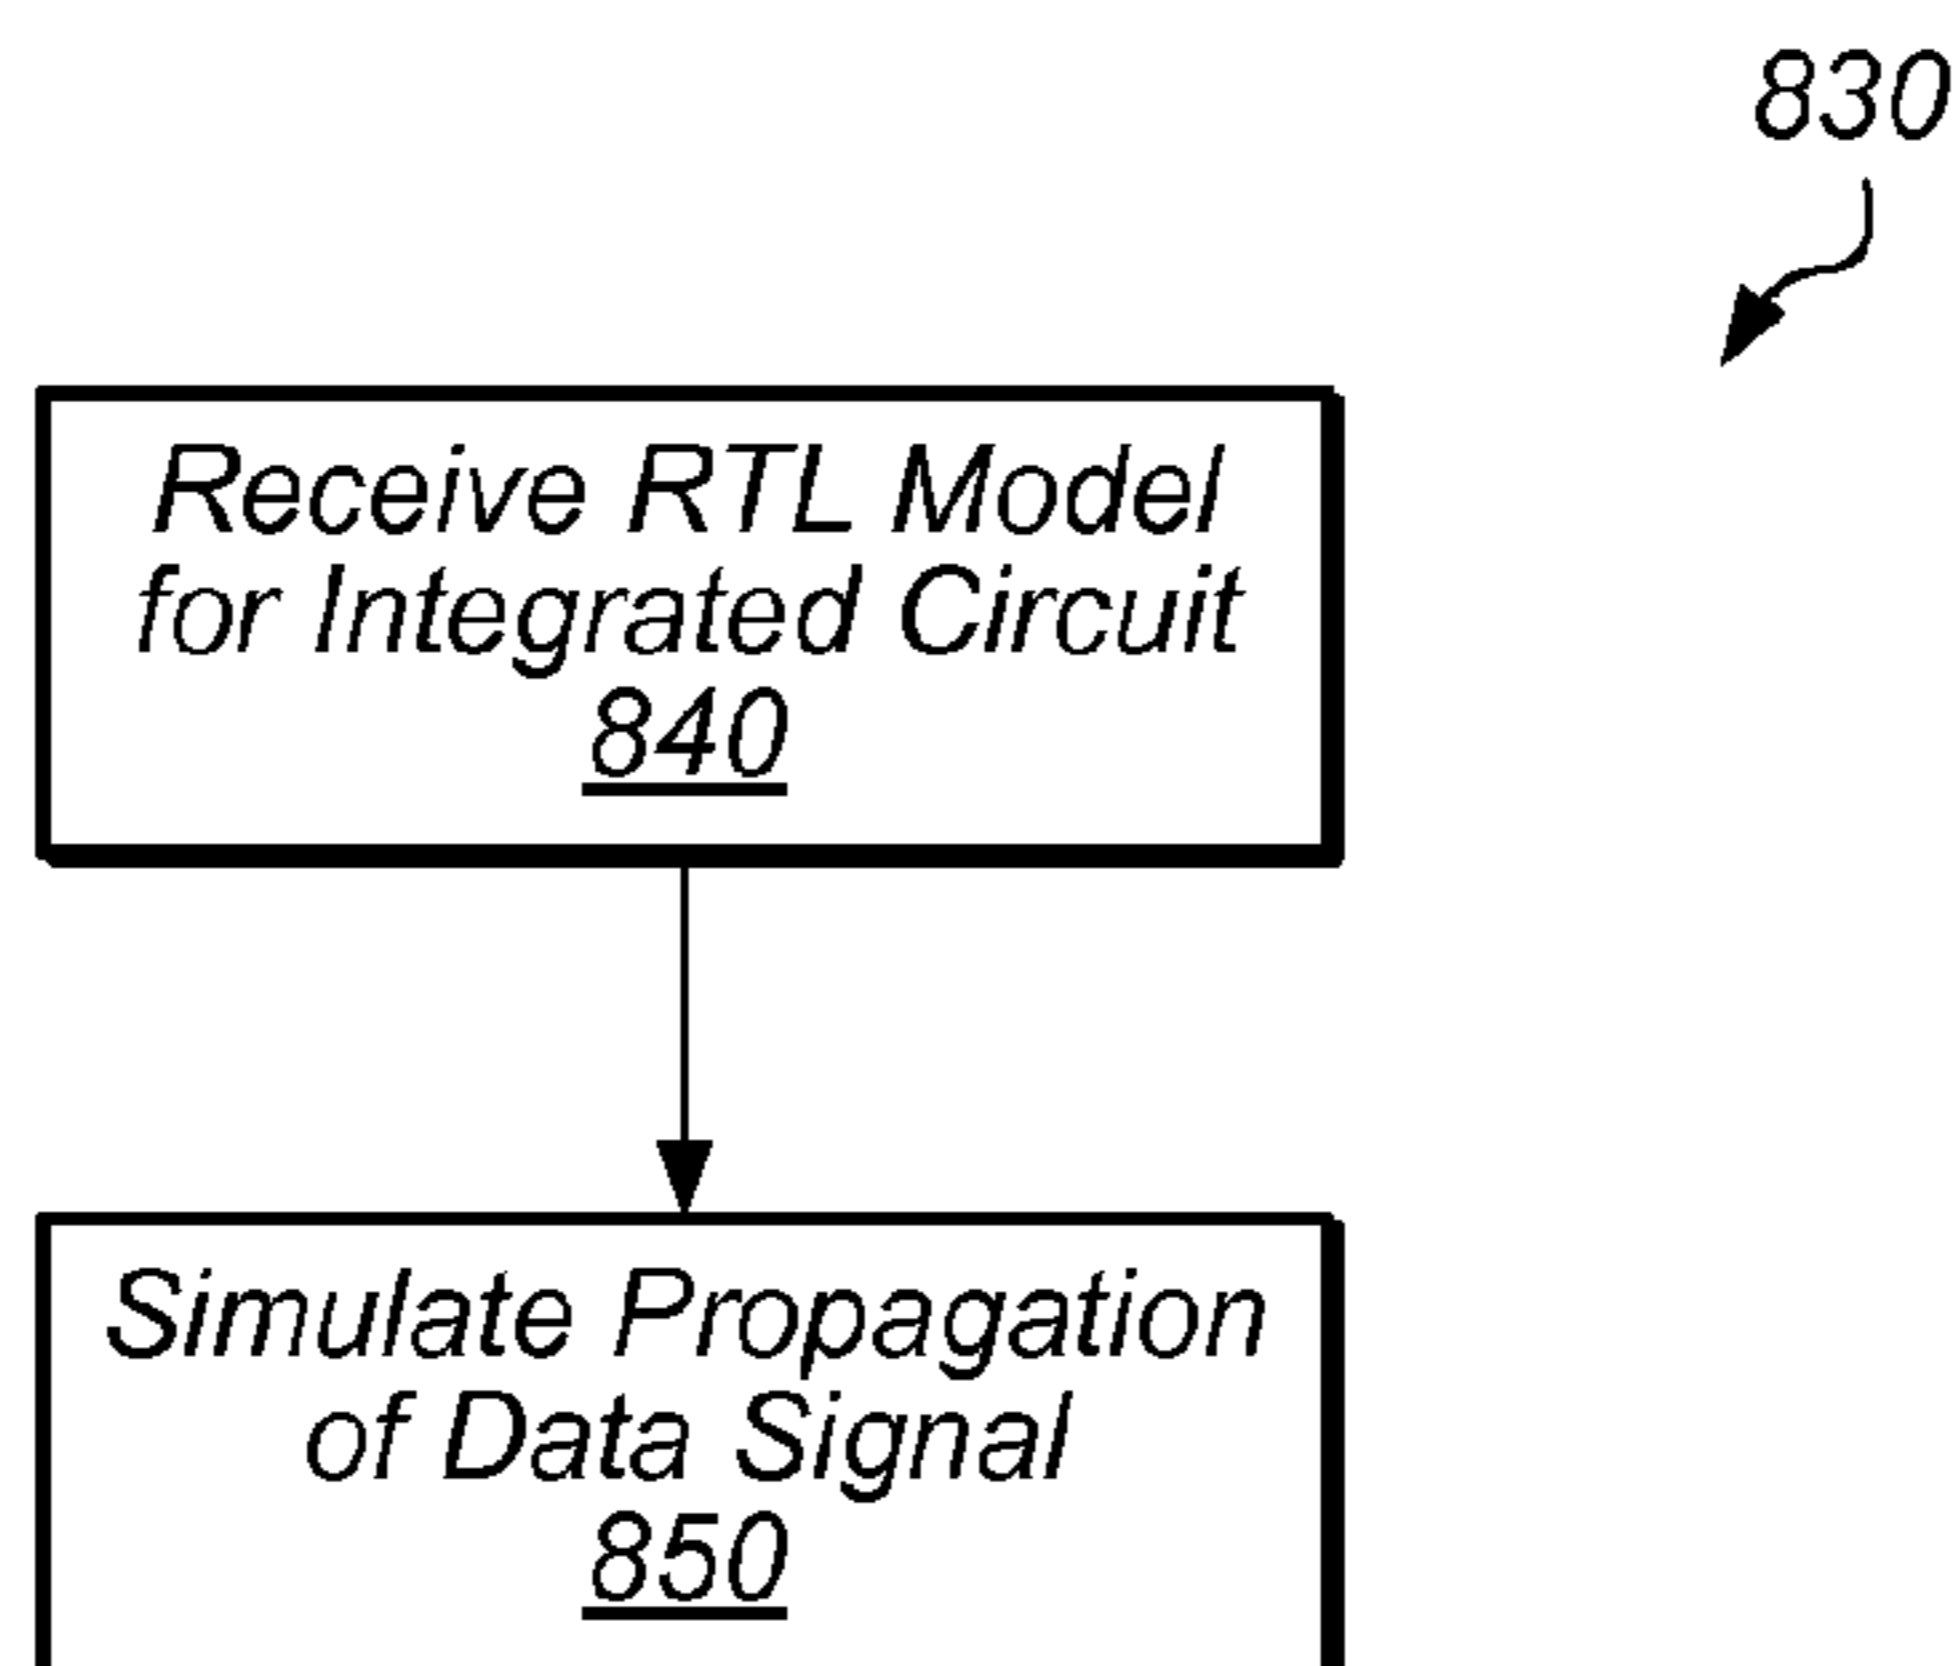 830
Receive RTL Model
for Integrated Circuit
840
Simulate Propagation
of Data Signal
850